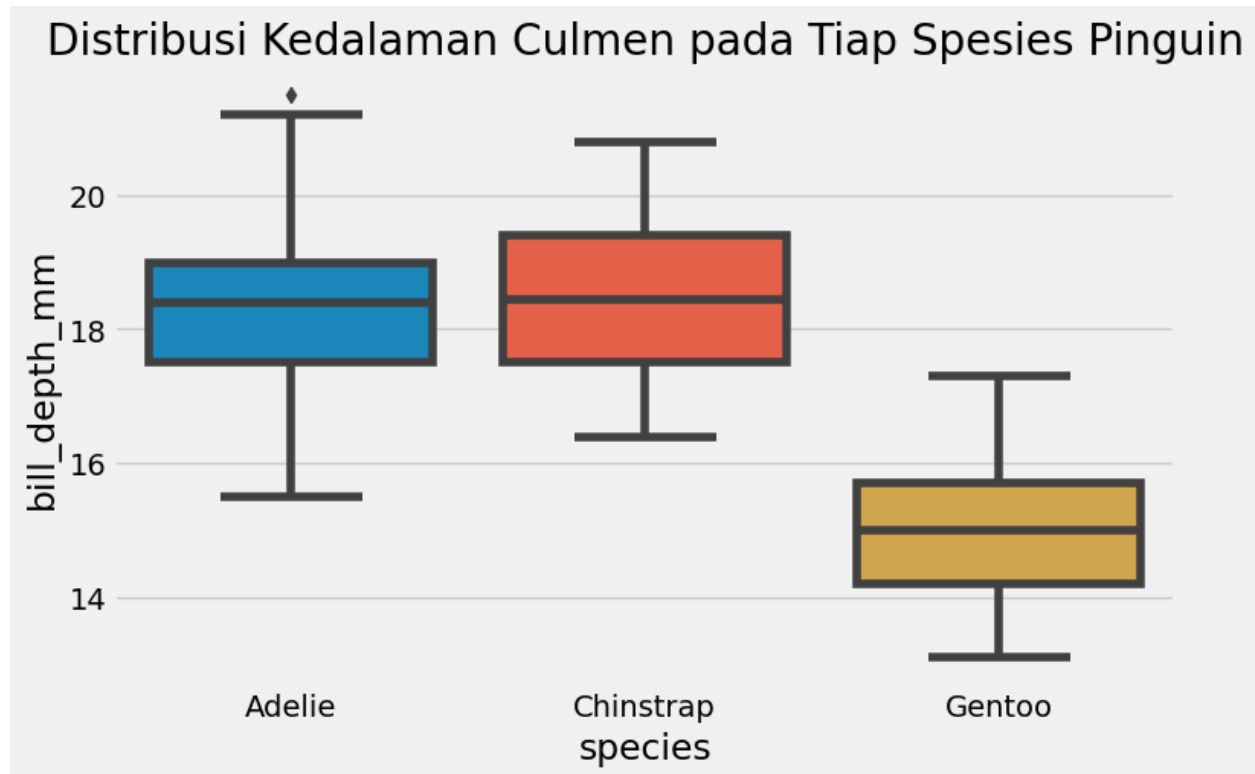 Distribusi Kedalaman Culmen pada Tiap Spesies Pinguin
bill_depth_mm
20
18
16
14
Adelie
Chinstrap
Gentoo
species